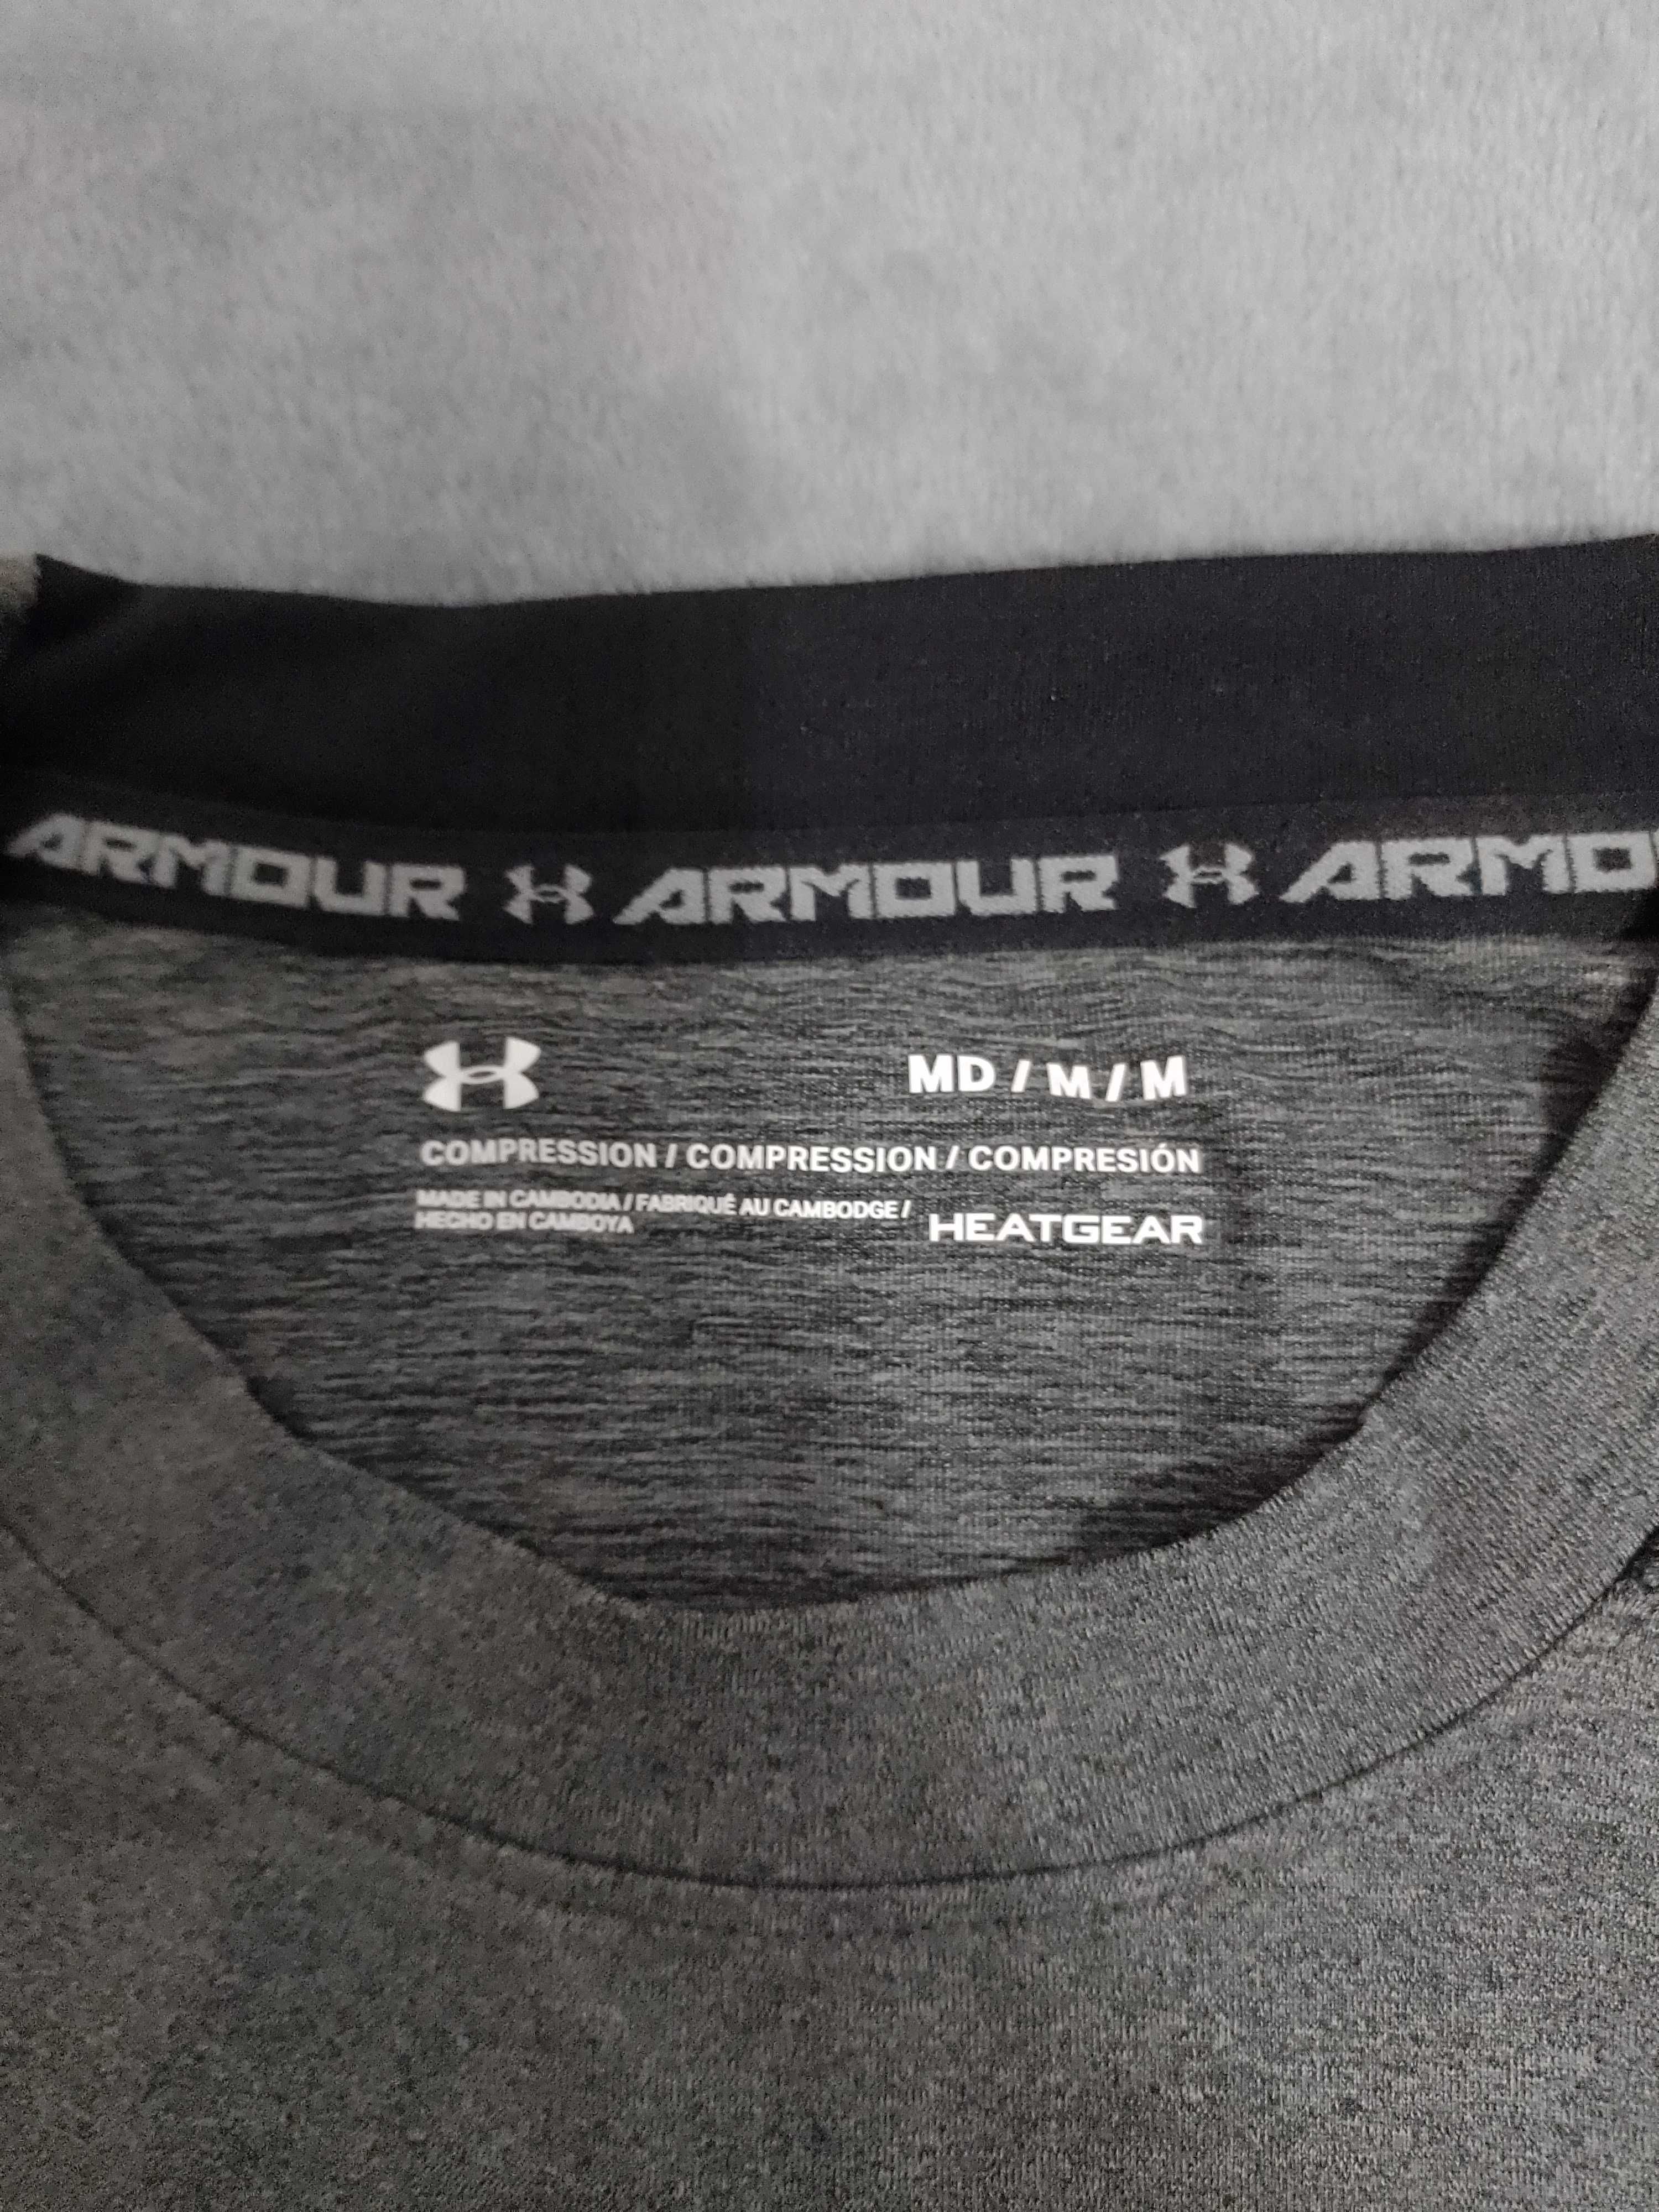 ARMOUR ARMOUR ARMO
MD / M / M
COMPRESSION / COMPRESSION / COMPRESIÓN
MADE IN CAMBODIA / FABRIQUÉ AU CAMBODGE /
HECHO EN CAMBOYA
HEATGEAR